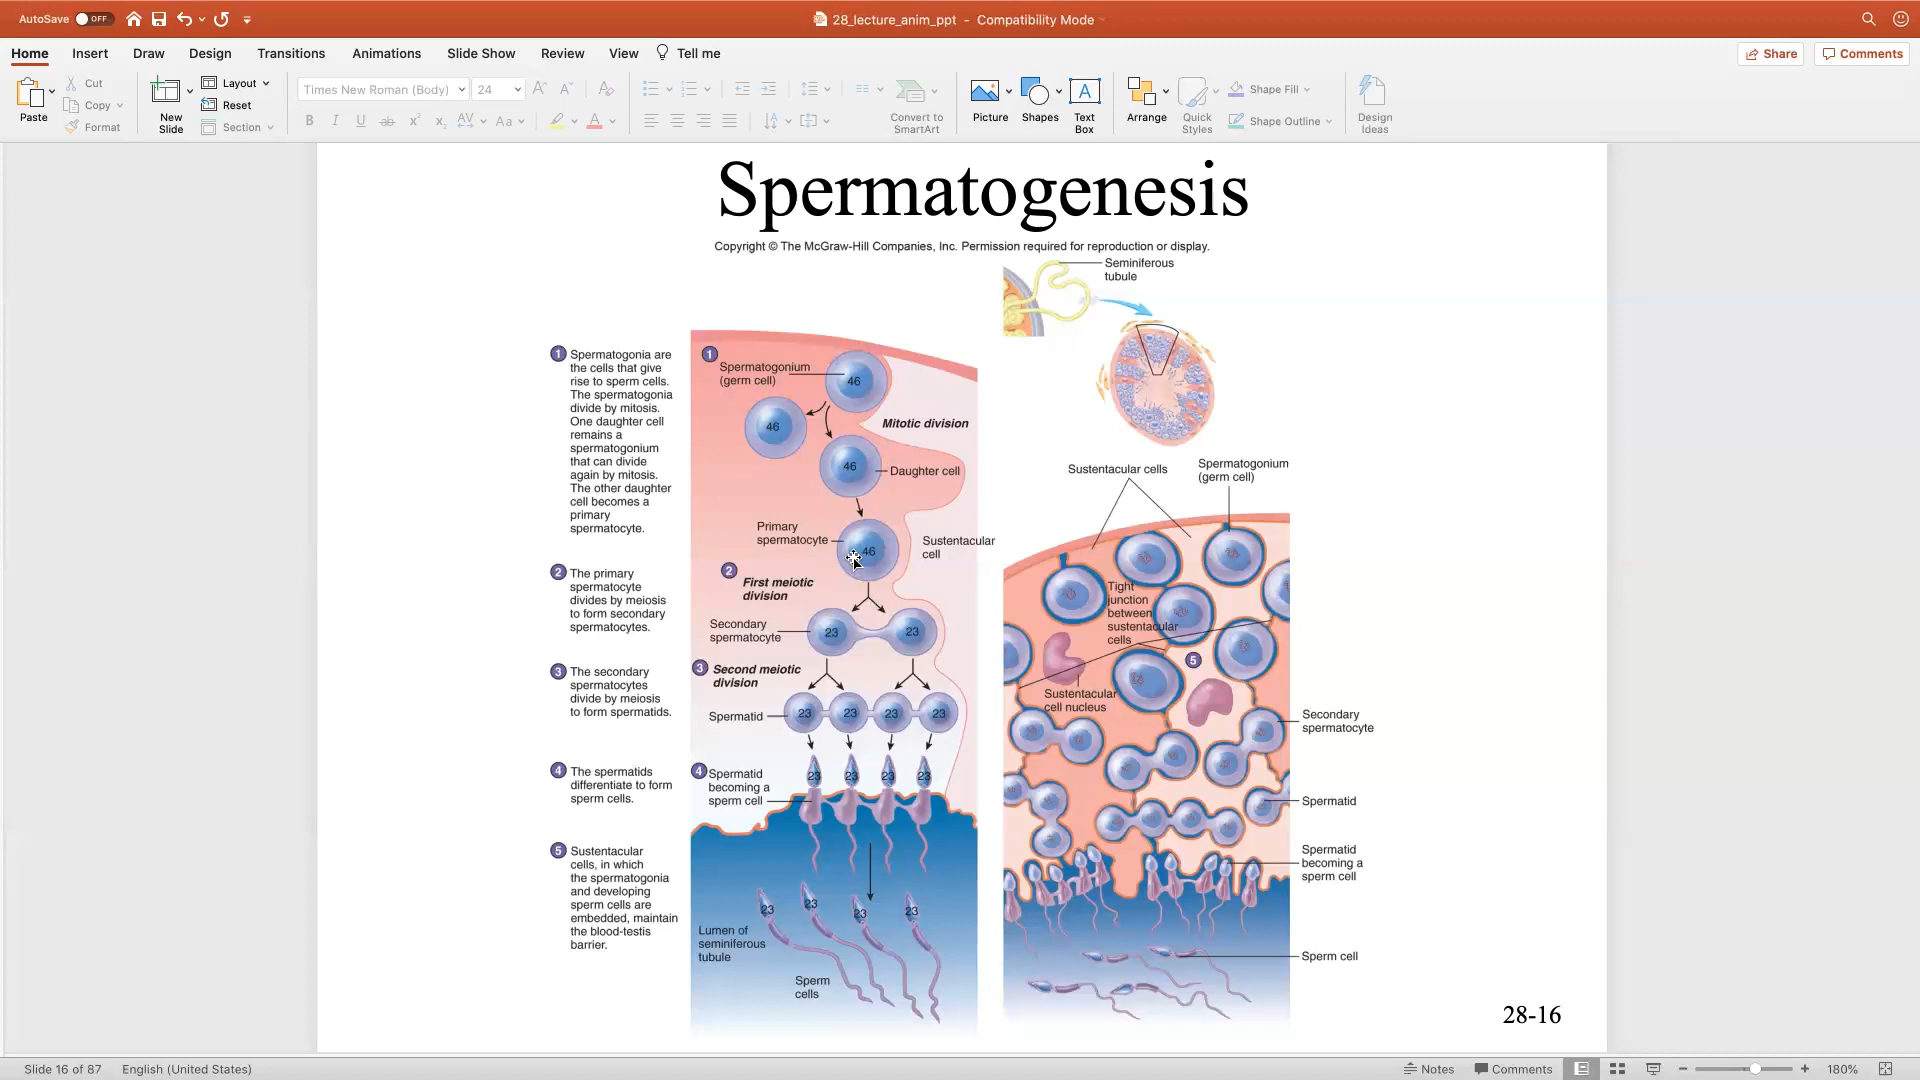 AutoSave OFF
28_lecture_anim_ppt - Compatibility Mode
Home Insert Draw Design Transitions Animations Slide Show Review View Tell me
Share Comments
Paste
Cut
Copy
Format
New
Slide
Layout
Reset
Section
Times New Roman (Body) 24
B I U ab X² X₂ AV Aa A
Convert to
SmartArt
Picture
Shapes
Text
Box
Arrange
Quick
Styles
Shape Fill
Shape Outline
Design
Ideas
Spermatogenesis
Copyright © The McGraw-Hill Companies, Inc. Permission required for reproduction or display.
Seminiferous
tubule
1 Spermatogonia are
the cells that give
rise to sperm cells.
The spermatogonia
divide by mitosis.
One daughter cell
remains a
spermatogonium
that can divide
again by mitosis.
The other daughter
cell becomes a
primary
spermatocyte.
2 The primary
spermatocyte
divides by meiosis
to form secondary
spermatocytes.
3 The secondary
spermatocytes
divide by meiosis
to form spermatids.
4 The spermatids
differentiate to form
sperm cells.
5 Sustentacular
cells, in which
the spermatogonia
and developing
sperm cells are
embedded, maintain
the blood-testis
barrier.
1
Spermatogonium
(germ cell)
46
46
Mitotic division
46
Daughter cell
Primary
spermatocyte
46
Sustentacular
cell
2
First meiotic
division
Secondary
spermatocyte
23 23
3 Second meiotic
division
Spermatid
23 23 23 23
4 Spermatid
becoming a
sperm cell
23 23 23 23
23 23 23 23
Lumen of
seminiferous
tubule
Sperm
cells
Sustentacular cells
Spermatogonium
(germ cell)
Tight
junction
between
sustentacular
cells
5
Sustentacular
cell nucleus
Secondary
spermatocyte
Spermatid
Spermatid
becoming a
sperm cell
Sperm cell
28-16
Slide 16 of 87 English (United States)
Notes Comments 180%